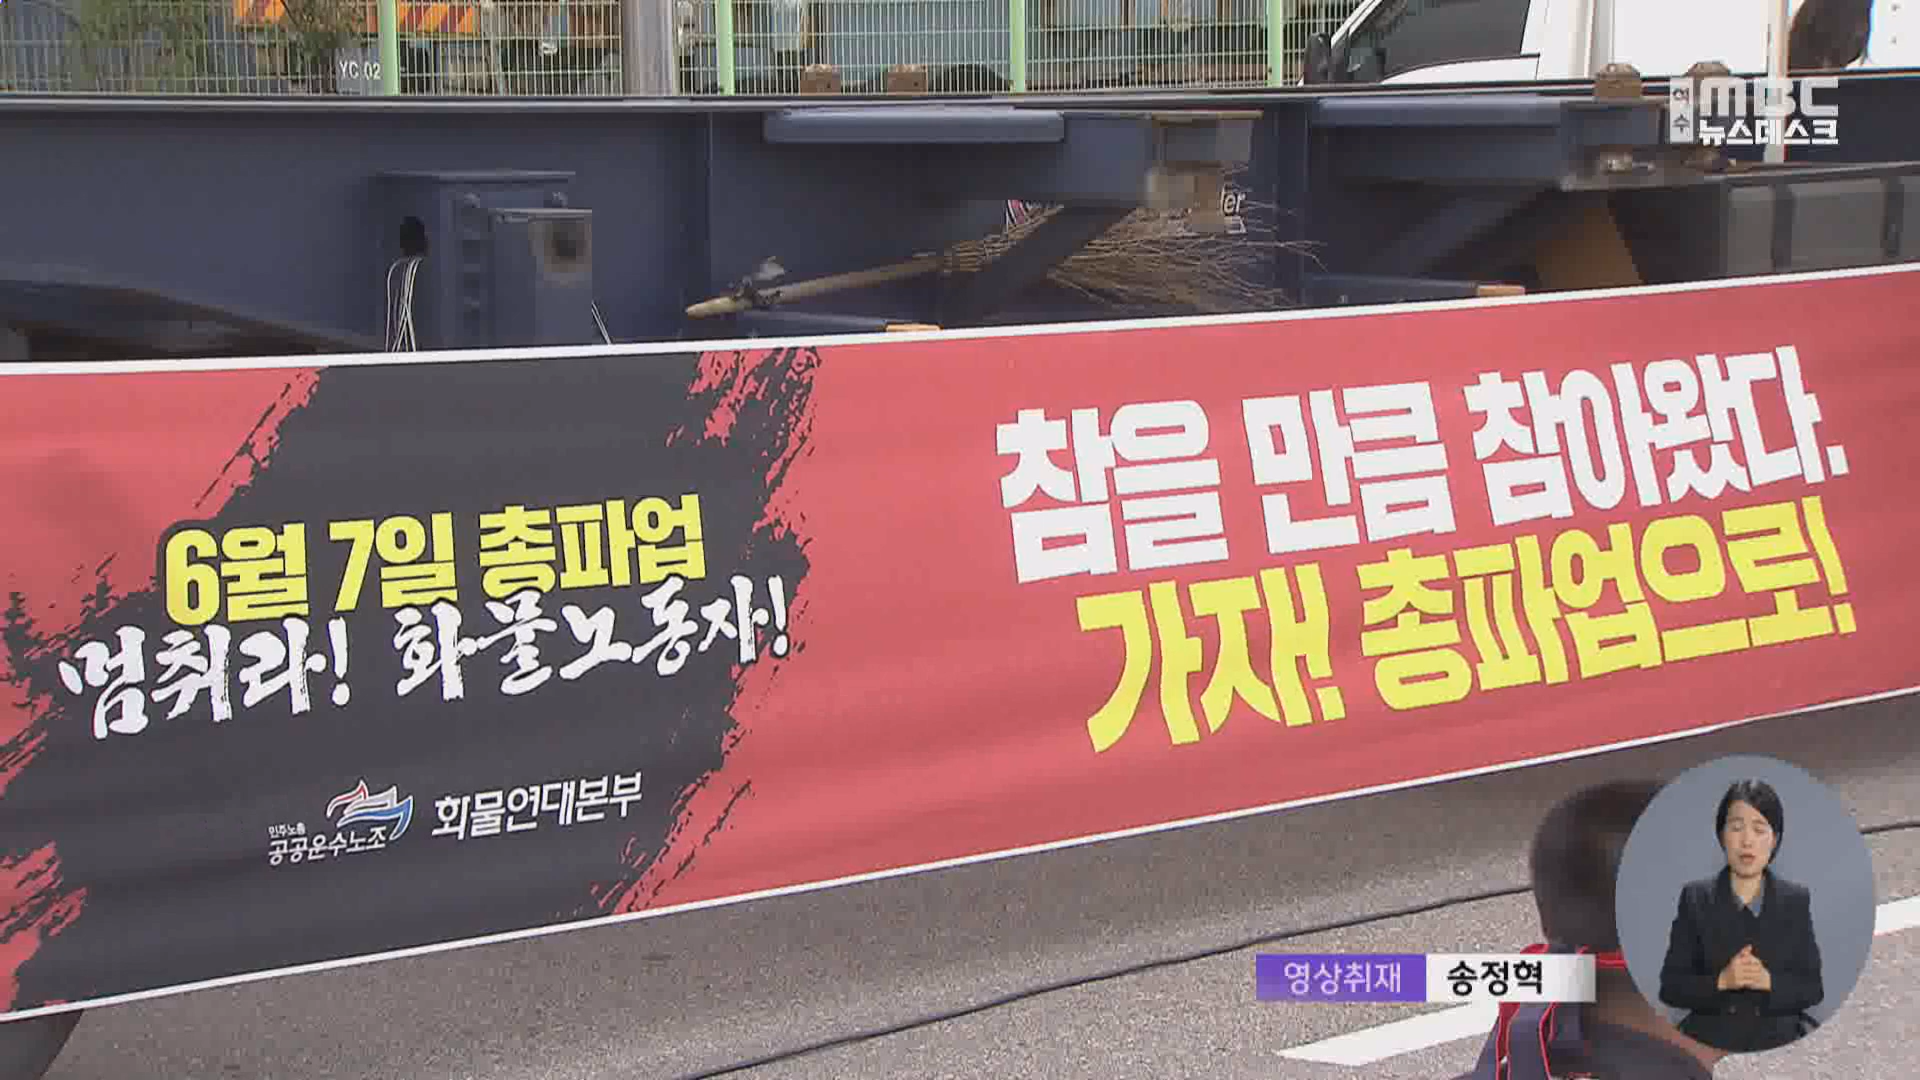 YC 02
여수
MBC
뉴스데스크
6월 7일 총파업
멈춰라! 화물노동자!
민주노총
공공운수노조
화물연대본부
참을 만큼 참아왔다.
가자! 총파업으로!
영상취재 송정혁